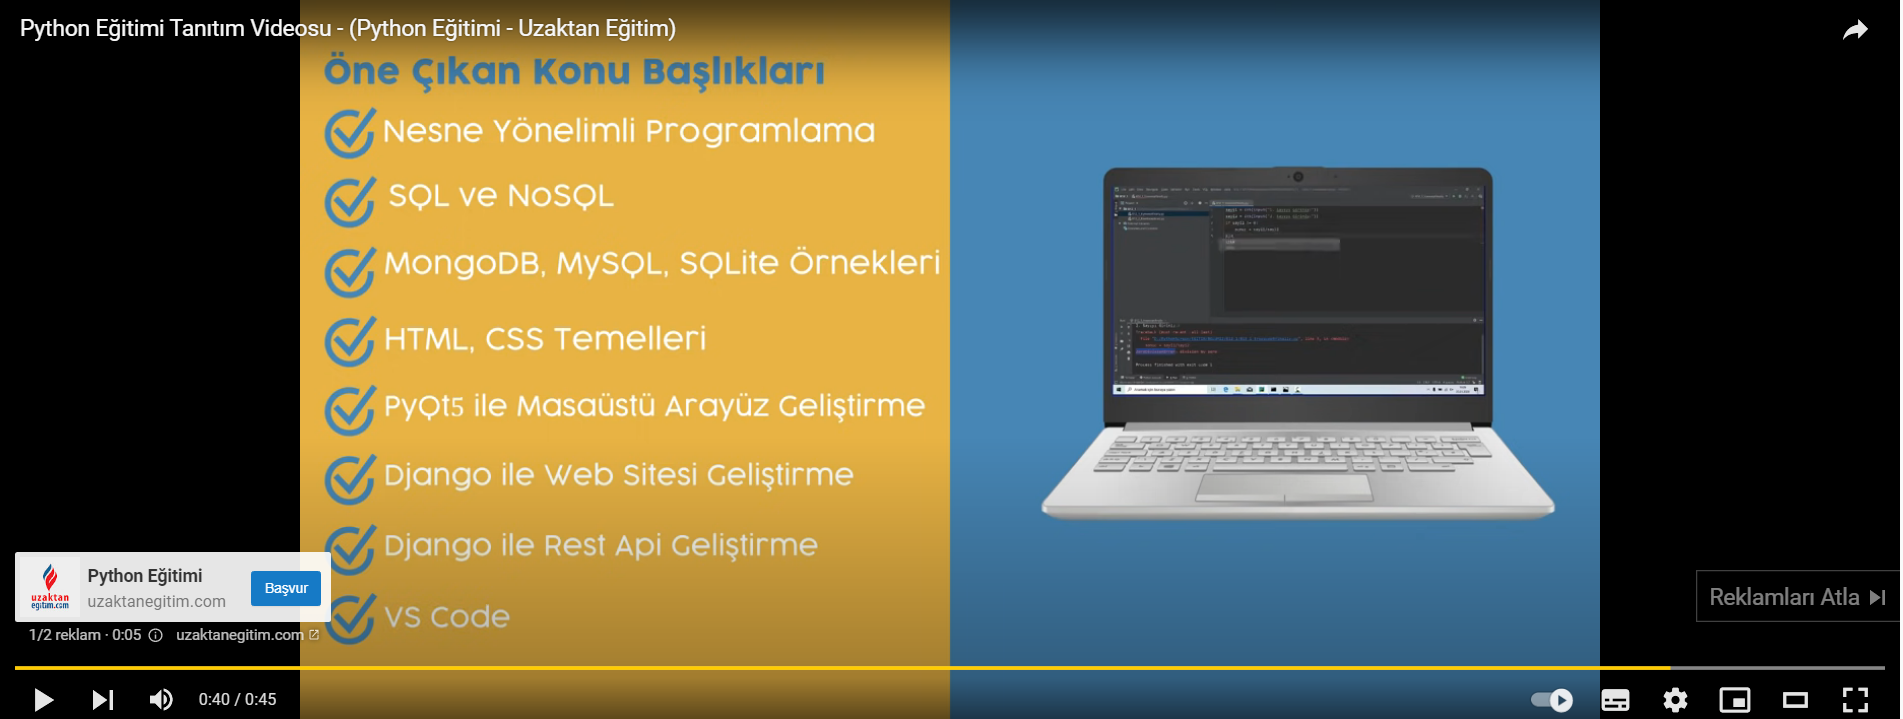 Python Eğitimi Tanıtım Videosu - (Python Eğitimi - Uzaktan Eğitim)
Öne Çıkan Konu Başlıkları
Nesne Yönelimli Programlama
SQL ve NoSQL
MongoDB, MySQL, SQLite Örnekleri
HTML, CSS Temelleri
PyQt5 ile Masaüstü Arayüz Geliştirme
Django ile Web Sitesi Geliştirme
Django ile Rest Api Geliştirme
VS Code
uzaktan
egitim.com
Python Eğitimi
uzaktanegitim.com
Başvur
1/2 reklam · 0:05 uzaktanegitim.com
Reklamları Atla
0:40 / 0:45